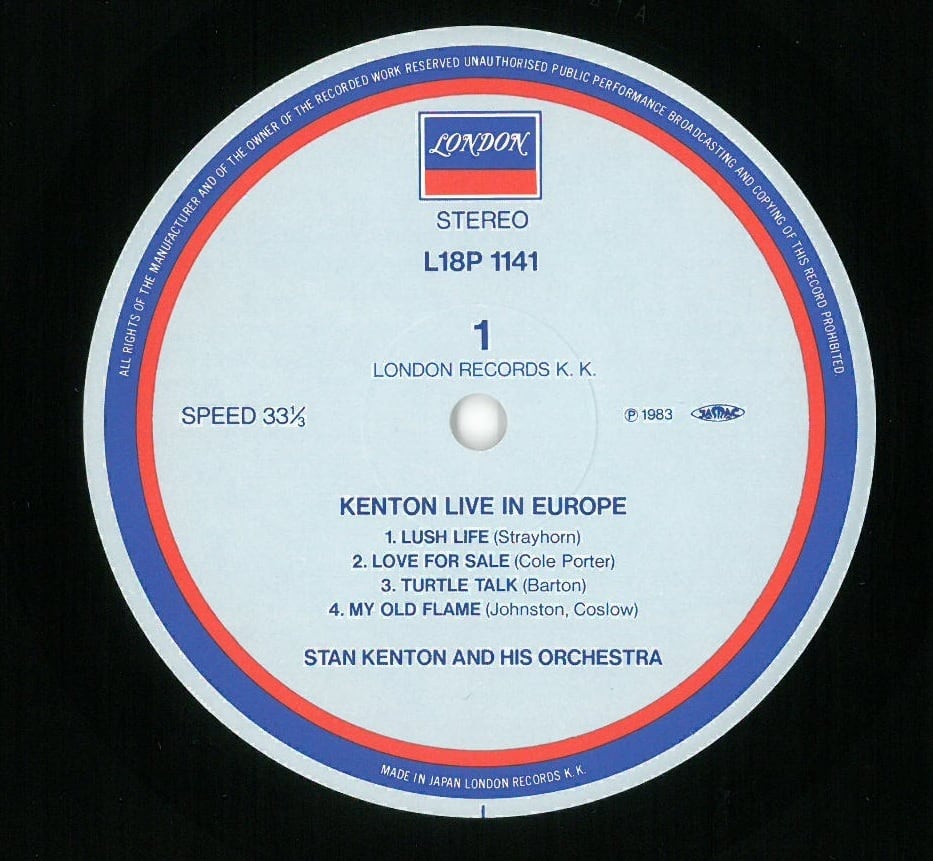 ALL RIGHTS OF THE MANUFACTURER AND OF THE OWNER OF THE RECORDED WORK RESERVED UNAUTHORISED PUBLIC PERFORMANCE BROADCASTING AND COPYING OF THIS RECORD PROHIBITED.
LONDON
STEREO
L18P 1141
1
LONDON RECORDS K. K.
SPEED 33⅓
℗ 1983 JASRAC
KENTON LIVE IN EUROPE
1. LUSH LIFE (Strayhorn)
2. LOVE FOR SALE (Cole Porter)
3. TURTLE TALK (Barton)
4. MY OLD FLAME (Johnston, Coslow)
STAN KENTON AND HIS ORCHESTRA
MADE IN JAPAN LONDON RECORDS K. K.